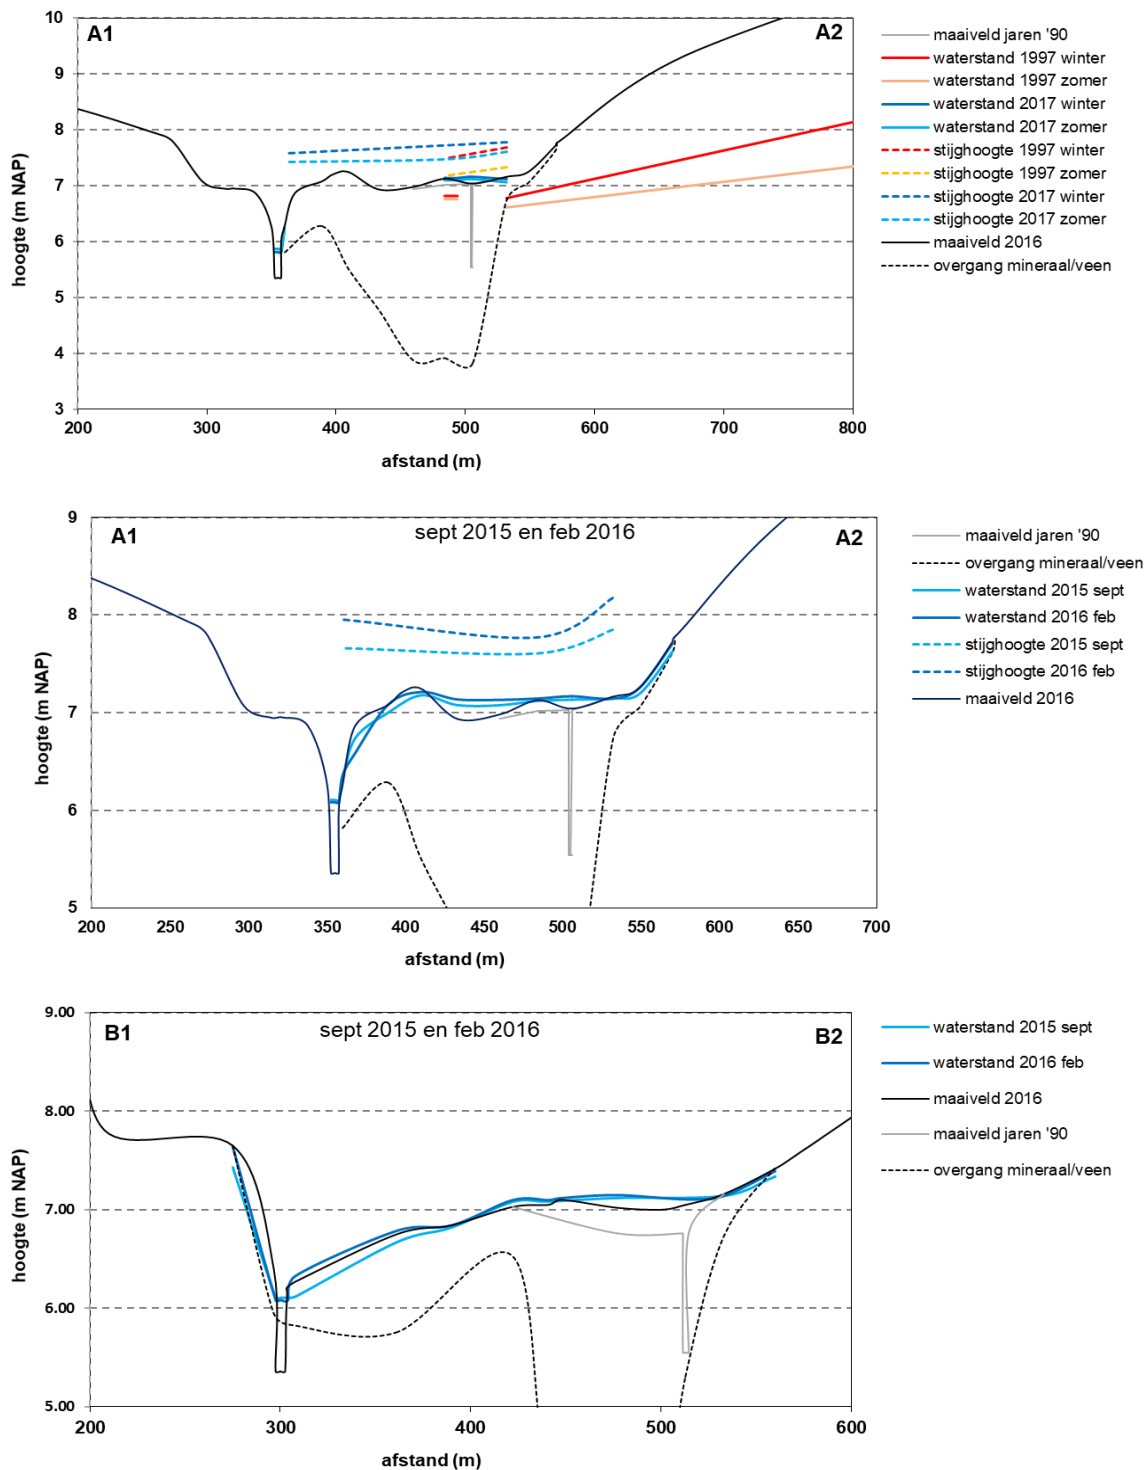 A1
A2
hoogte (m NAP)
10
9
8
7
6
5
4
3
200
300
400
500
600
700
800
afstand (m)
maaiveld jaren '90
waterstand 1997 winter
waterstand 1997 zomer
waterstand 2017 winter
waterstand 2017 zomer
stijghoogte 1997 winter
stijghoogte 1997 zomer
stijghoogte 2017 winter
stijghoogte 2017 zomer
maaiveld 2016
overgang mineraal/veen
A1
sept 2015 en feb 2016
A2
hoogte (m NAP)
9
8
7
6
5
200
250
300
350
400
450
500
550
600
650
700
afstand (m)
maaiveld jaren '90
overgang mineraal/veen
waterstand 2015 sept
waterstand 2016 feb
stijghoogte 2015 sept
stijghoogte 2016 feb
maaiveld 2016
B1
sept 2015 en feb 2016
B2
hoogte (m NAP)
9.00
8.00
7.00
6.00
5.00
200
300
400
500
600
afstand (m)
waterstand 2015 sept
waterstand 2016 feb
maaiveld 2016
maaiveld jaren '90
overgang mineraal/veen